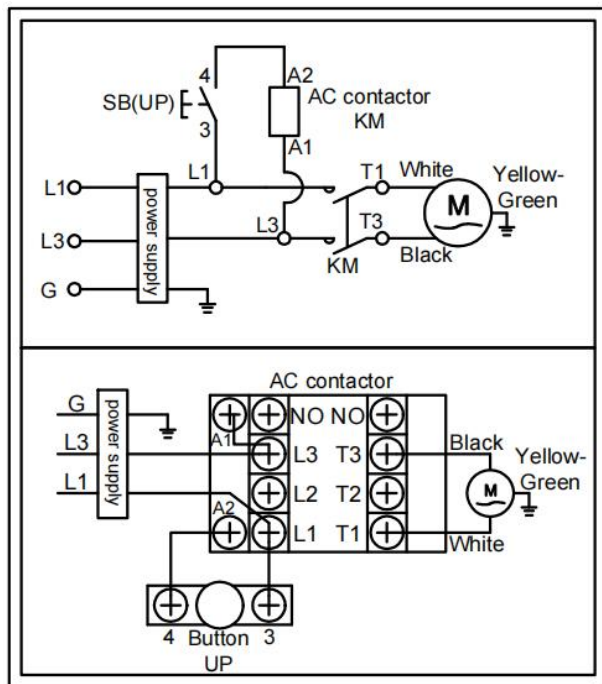 4
A2
SB(UP)
AC contactor
KM
3
A1
L1
T1
White
Yellow-
Green
L1
power supply
M
L3
L3
T3
KM
Black
G
AC contactor
G
NO
NO
power supply
A1
Black
L3
L3
T3
Yellow-
Green
L1
L2
T2
M
A2
L1
T1
White
4
Button
3
UP